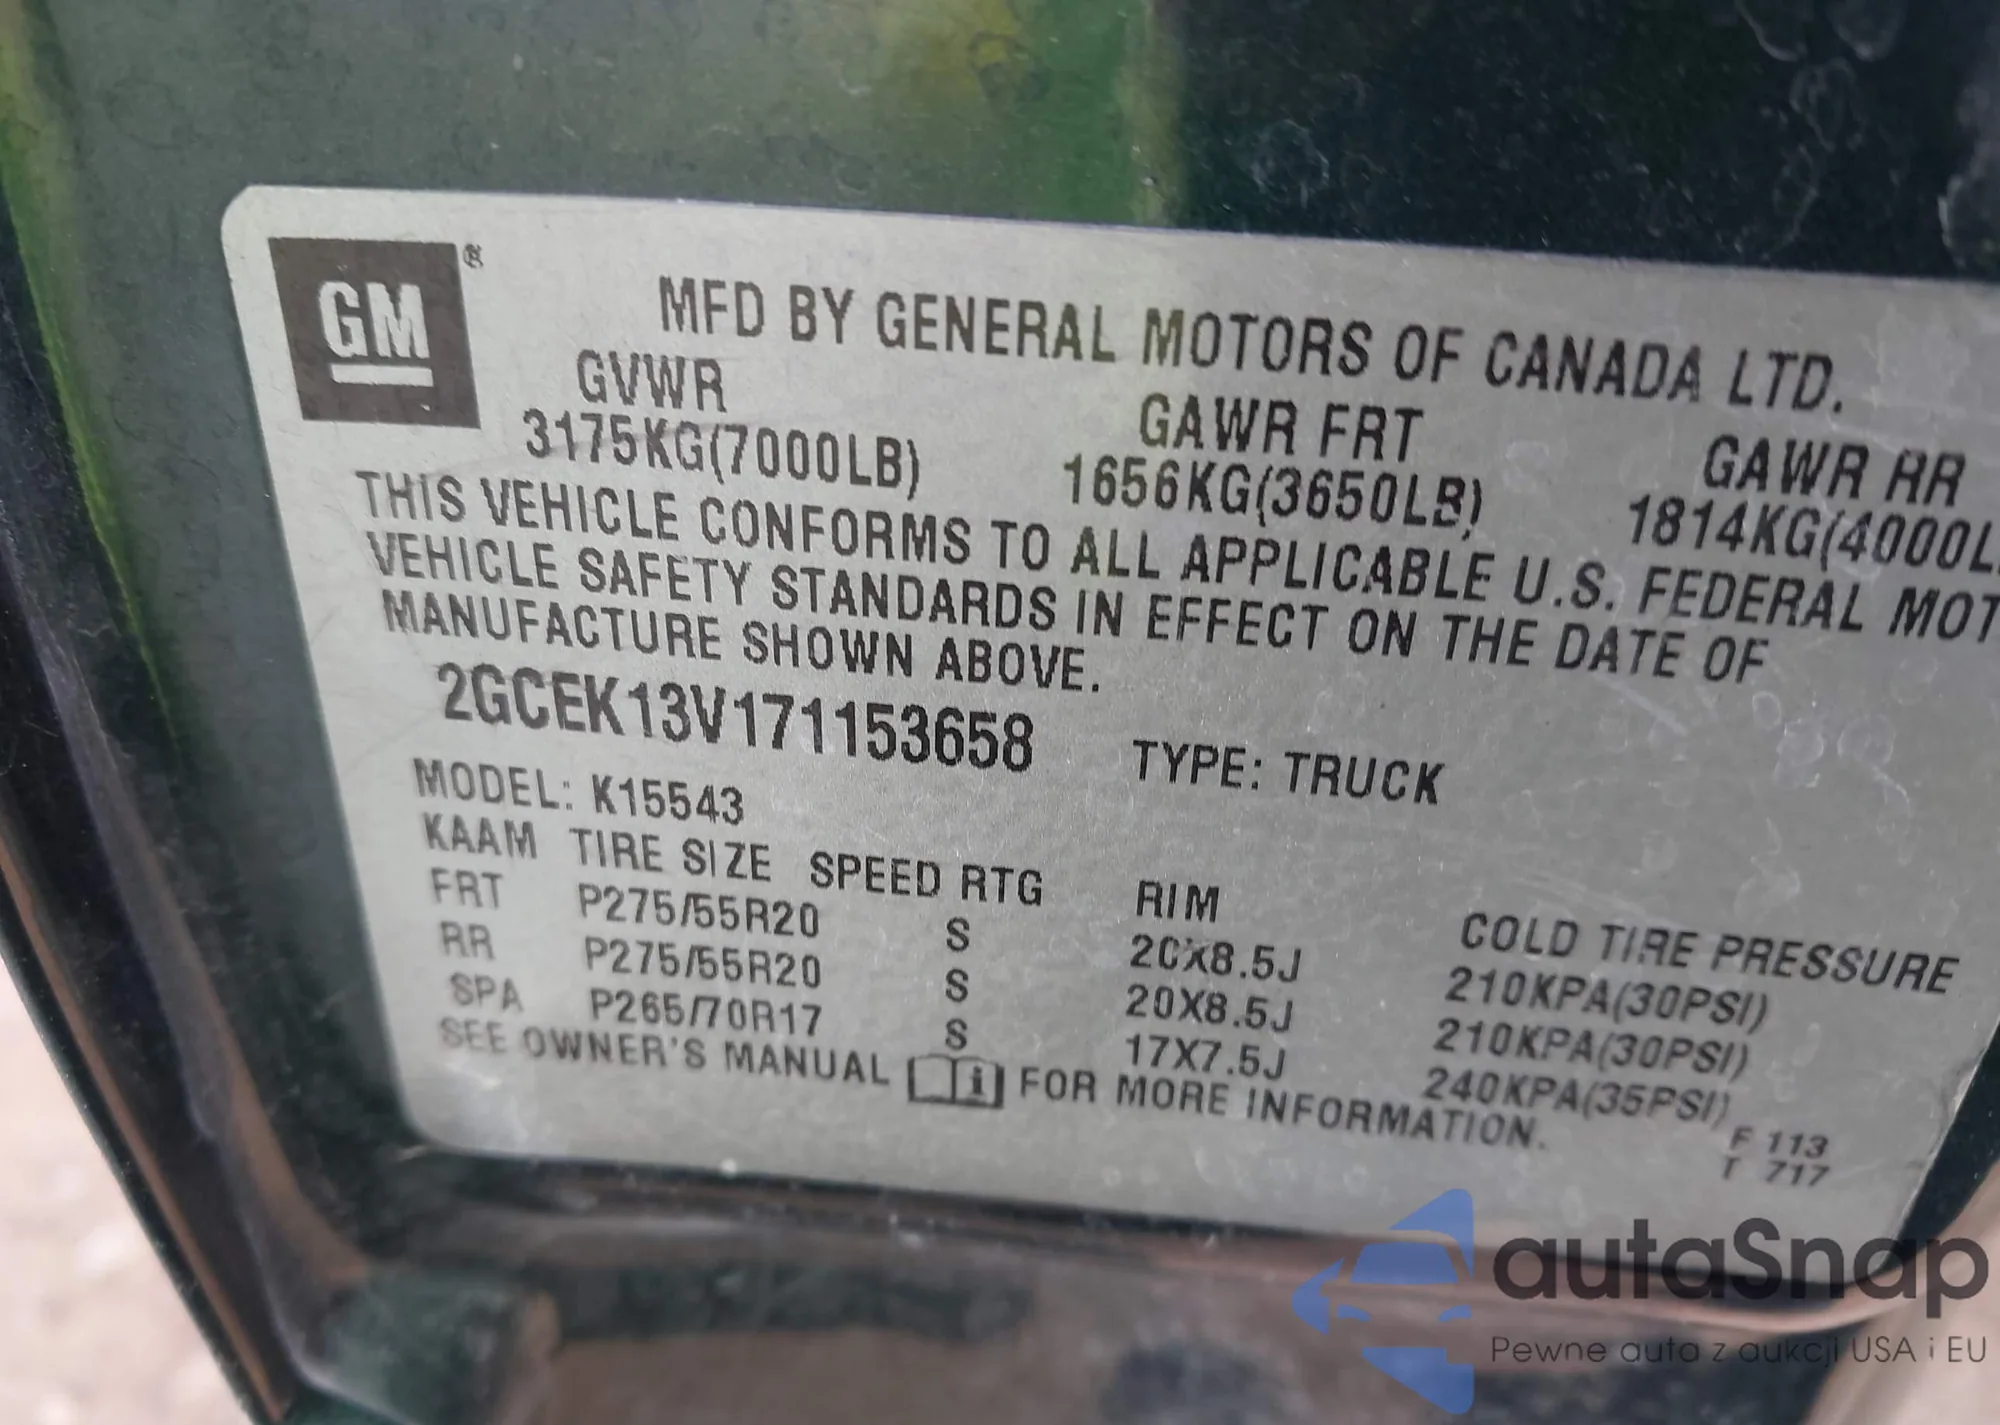 GM ®
MFD BY GENERAL MOTORS OF CANADA LTD.
GVWR GAWR FRT GAWR RR
3175KG(7000LB) 1656KG(3650LB) 1814KG(4000L
THIS VEHICLE CONFORMS TO ALL APPLICABLE U.S. FEDERAL MOT
VEHICLE SAFETY STANDARDS IN EFFECT ON THE DATE OF
MANUFACTURE SHOWN ABOVE.
2GCEK13V171153658 TYPE: TRUCK
MODEL: K15543
KAAM TIRE SIZE SPEED RTG RIM COLD TIRE PRESSURE
FRT P275/55R20 S 20X8.5J 210KPA(30PSI)
RR P275/55R20 S 20X8.5J 210KPA(30PSI)
SPA P265/70R17 S 17X7.5J 240KPA(35PSI)
SEE OWNER'S MANUAL i FOR MORE INFORMATION.
F 113
T 717
autaSnap
Pewne auta z aukcji USA i EU